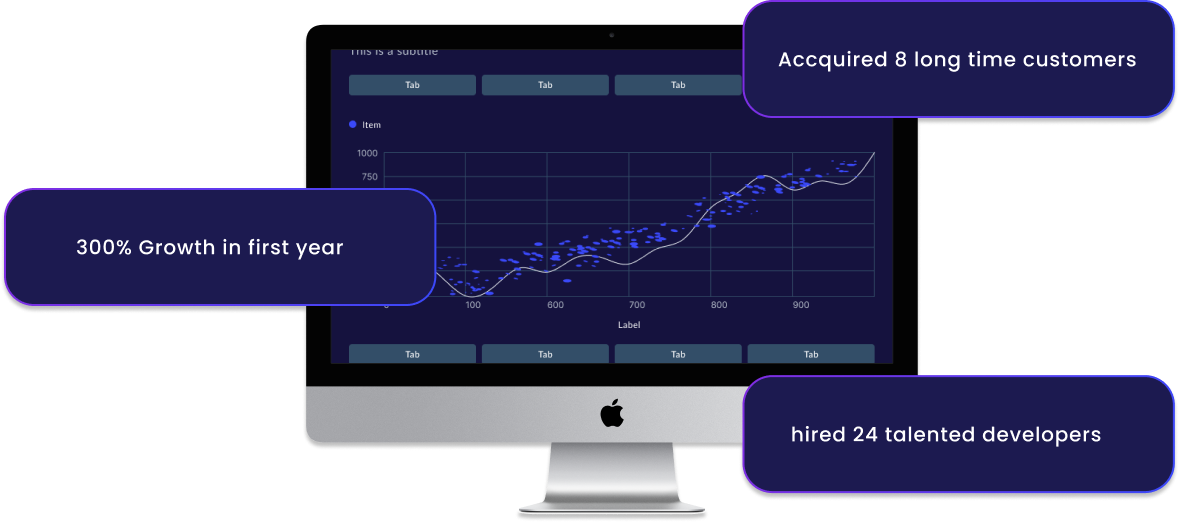 This is a subtitle
Accquired 8 long time customers
Tab Tab Tab
Item
1000
750
300% Growth in first year
100 600 700 800 900
Label
Tab Tab Tab Tab
hired 24 talented developers